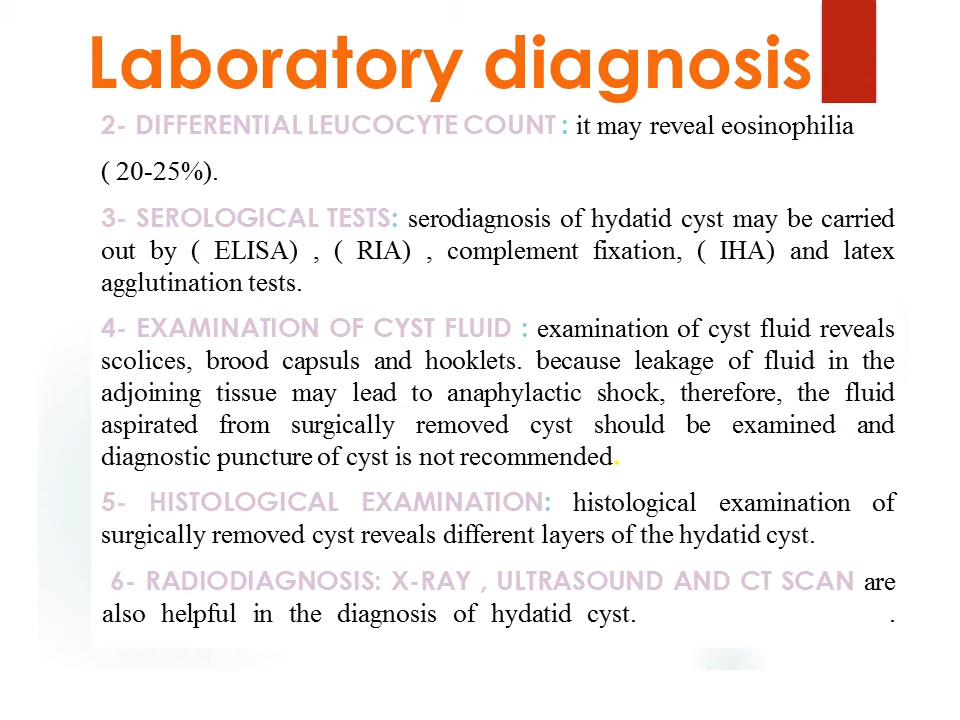 Laboratory diagnosis
2- DIFFERENTIAL LEUCOCYTE COUNT : it may reveal eosinophilia
( 20-25%).
3- SEROLOGICAL TESTS: serodiagnosis of hydatid cyst may be carried
out by ( ELISA) , ( RIA) , complement fixation, ( IHA) and latex
agglutination tests.
4- EXAMINATION OF CYST FLUID : examination of cyst fluid reveals
scolices, brood capsuls and hooklets. because leakage of fluid in the
adjoining tissue may lead to anaphylactic shock, therefore, the fluid
aspirated from surgically removed cyst should be examined and
diagnostic puncture of cyst is not recommended.
5- HISTOLOGICAL EXAMINATION: histological examination of
surgically removed cyst reveals different layers of the hydatid cyst.
6- RADIODIAGNOSIS: X-RAY , ULTRASOUND AND CT SCAN are
also helpful in the diagnosis of hydatid cyst. .